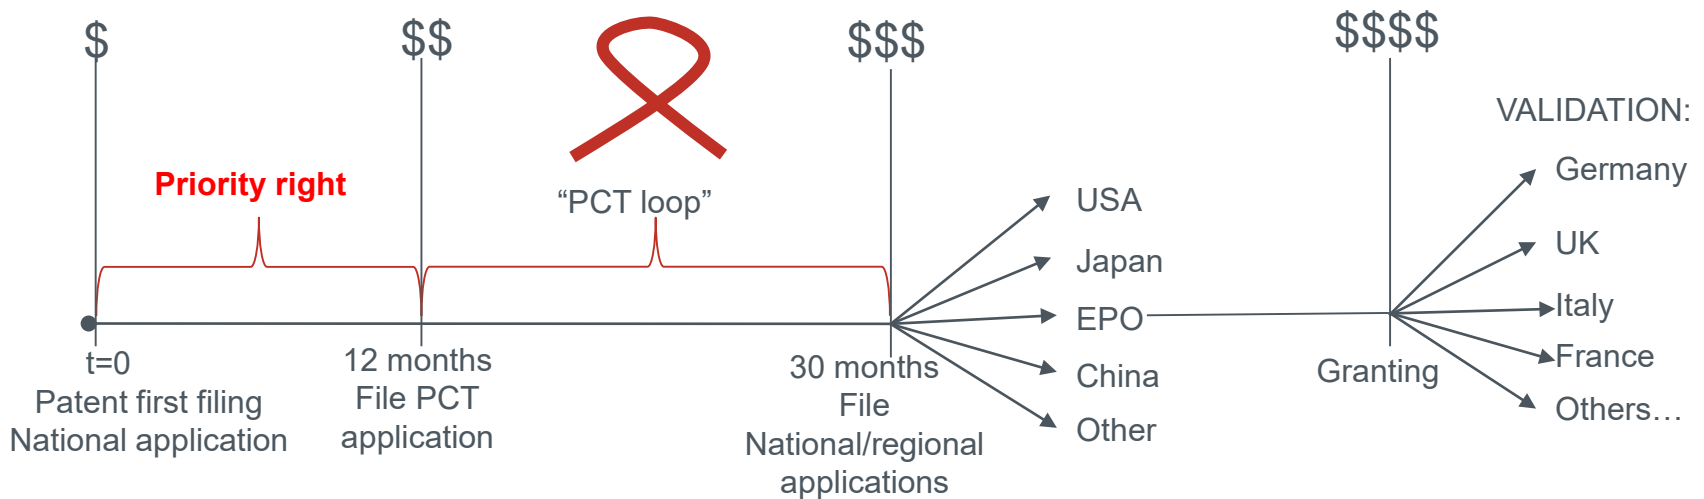 $
$$
$$$
$$$$
VALIDATION:
Priority right
“PCT loop”
USA
Japan
EPO
China
Other
Germany
UK
Italy
France
Others…
t=0
Patent first filing
National application
12 months
File PCT
application
30 months
File
National/regional
applications
Granting